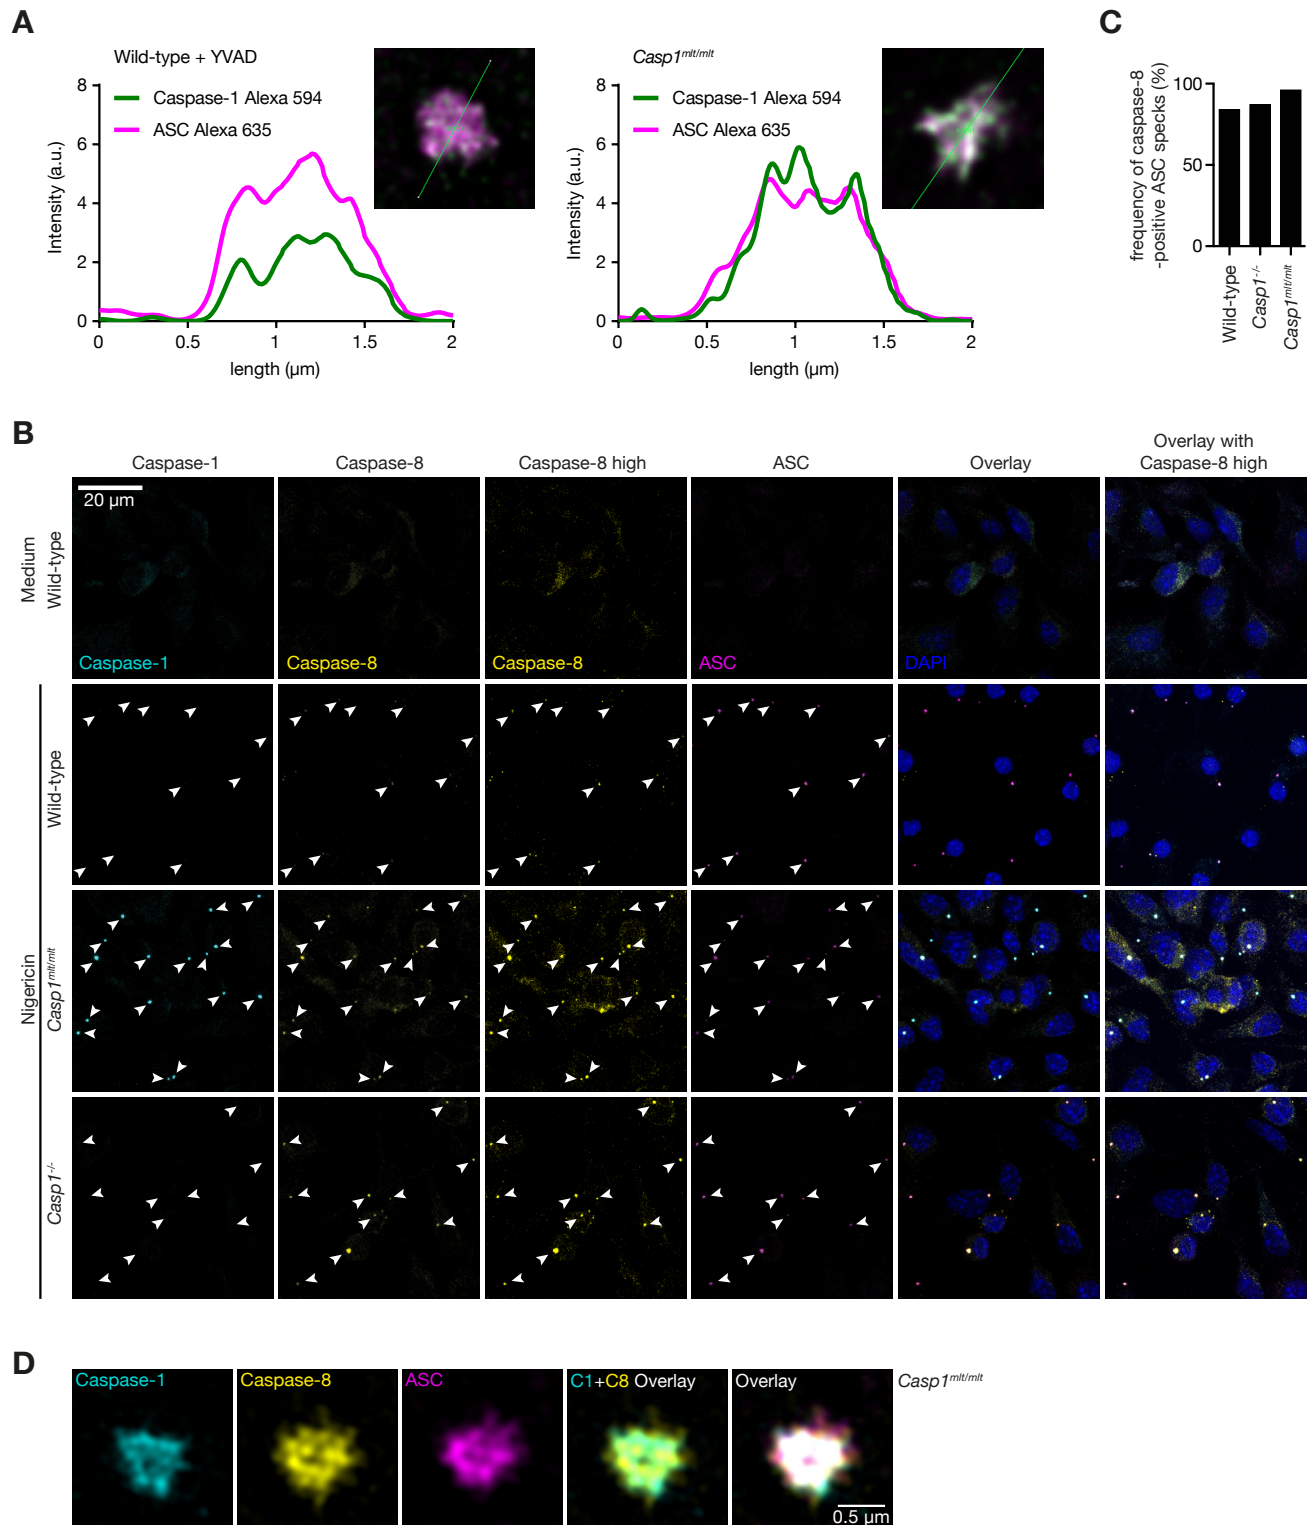 A
Wild-type + YVAD
Caspase-1 Alexa 594
ASC Alexa 635
Intensity (a.u.)
8
6
4
2
0
0
0.5
1
1.5
2
length (µm)
Casp1mlt/mlt
Caspase-1 Alexa 594
ASC Alexa 635
Intensity (a.u.)
8
6
4
2
0
0
0.5
1
1.5
2
length (µm)
C
frequency of caspase-8
-positive ASC specks (%)
100
50
0
Wild-type
Casp1-/-
Casp1mlt/mlt
B
Caspase-1
Caspase-8
Caspase-8 high
ASC
Overlay
Overlay with
Caspase-8 high
Medium
Wild-type
20 µm
Caspase-1
Caspase-8
Caspase-8
ASC
DAPI
Nigericin
Wild-type
Casp1mlt/mlt
Casp1-/-
D
Caspase-1
Caspase-8
ASC
C1+C8 Overlay
Overlay
0.5 µm
Casp1mlt/mlt